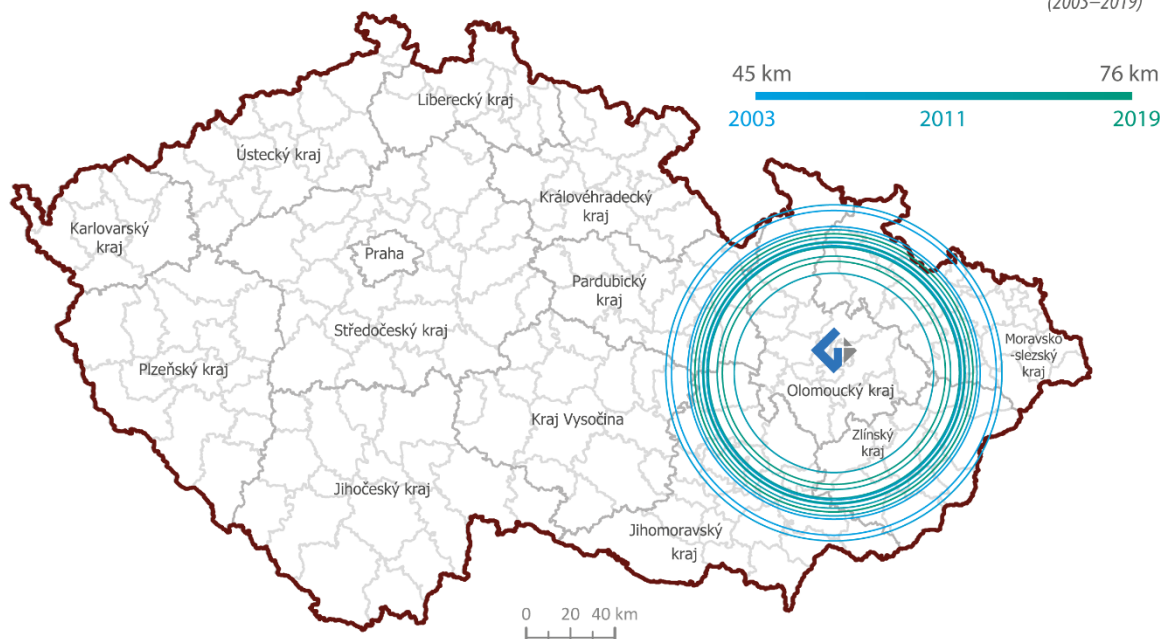 (2003–2019)
45 km 76 km
2003 2011 2019
Liberecký kraj
Ústecký kraj
Královéhradecký
kraj
Karlovarský
kraj
Praha
Pardubický
kraj
Středočeský kraj
Moravsko
-slezský
kraj
Plzeňský kraj
Olomoucký kraj
Kraj Vysočina
Zlínský
kraj
Jihočeský kraj
Jihomoravský
kraj
0 20 40 km